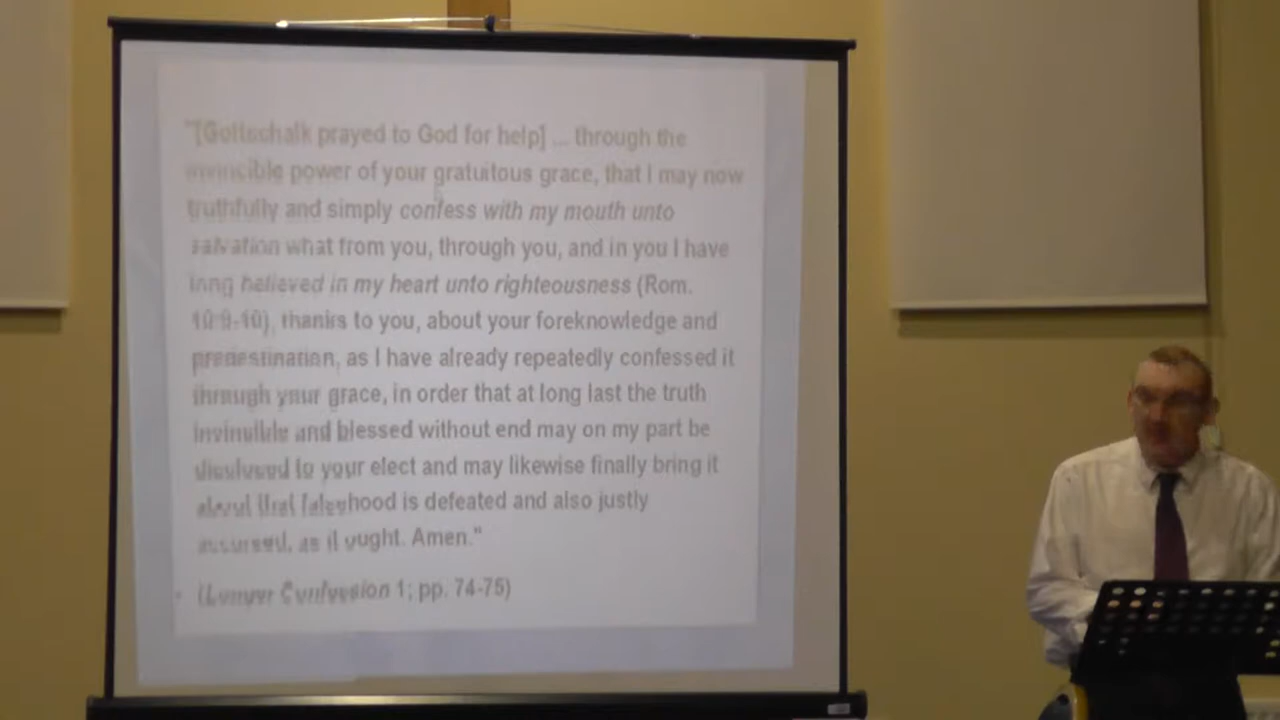 "[Gottschalk prayed to God for help] ... through the
invincible power of your gratuitous grace, that I may now
truthfully and simply confess with my mouth unto
salvation what from you, through you, and in you I have
long believed in my heart unto righteousness (Rom.
10:9-10), thanks to you, about your foreknowledge and
predestination, as I have already repeatedly confessed it
through your grace, in order that at long last the truth
invincible and blessed without end may on my part be
disclosed to your elect and may likewise finally bring it
about that falsehood is defeated and also justly
accursed, as it ought. Amen."
(Longer Confession 1; pp. 74-75)